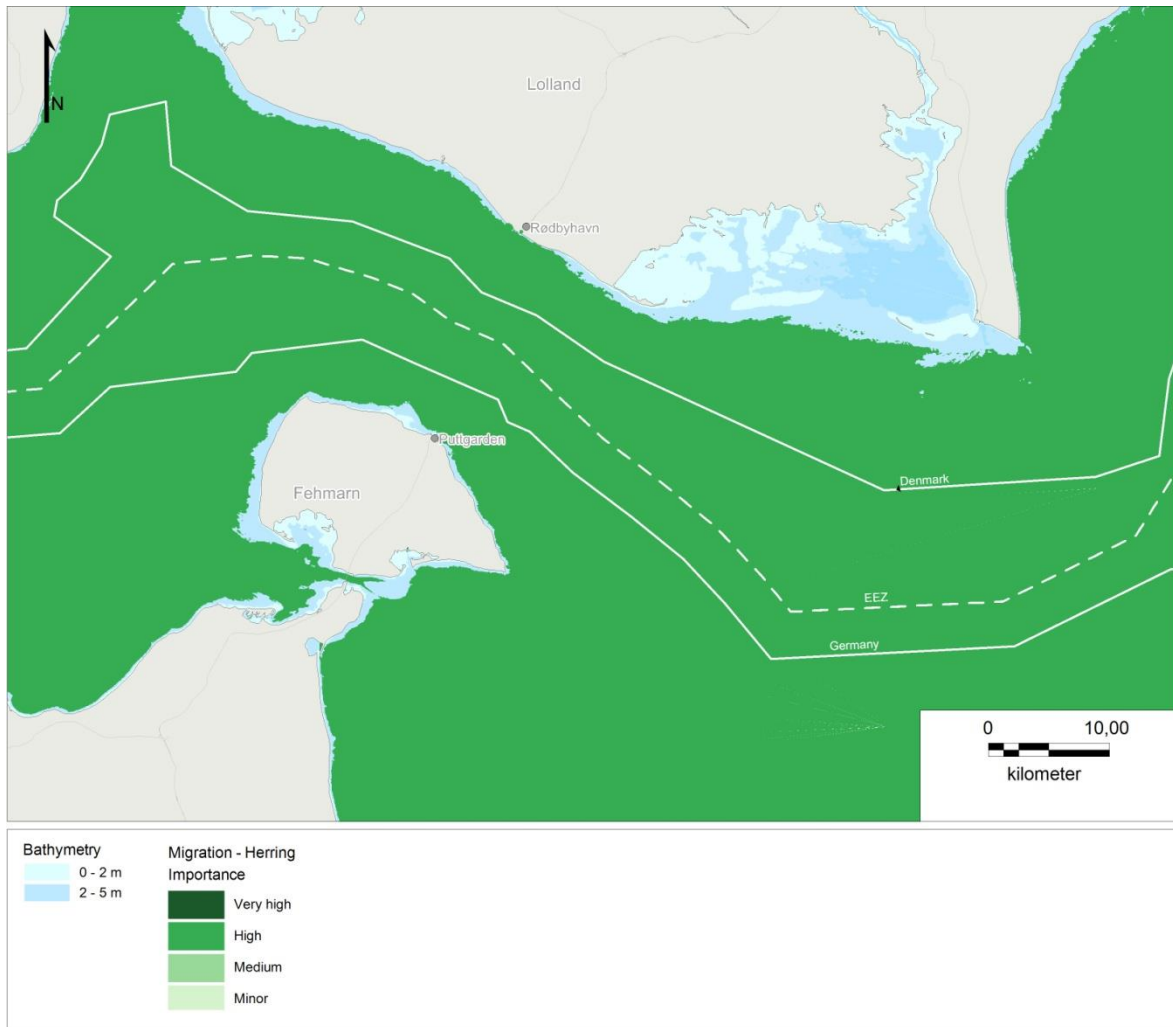 N
Lolland
Rødbyhavn
Puttgarden
Fehmarn
Denmark
EEZ
Germany
0 10,00
kilometer
Bathymetry
0 - 2 m
2 - 5 m
Migration - Herring
Importance
Very high
High
Medium
Minor